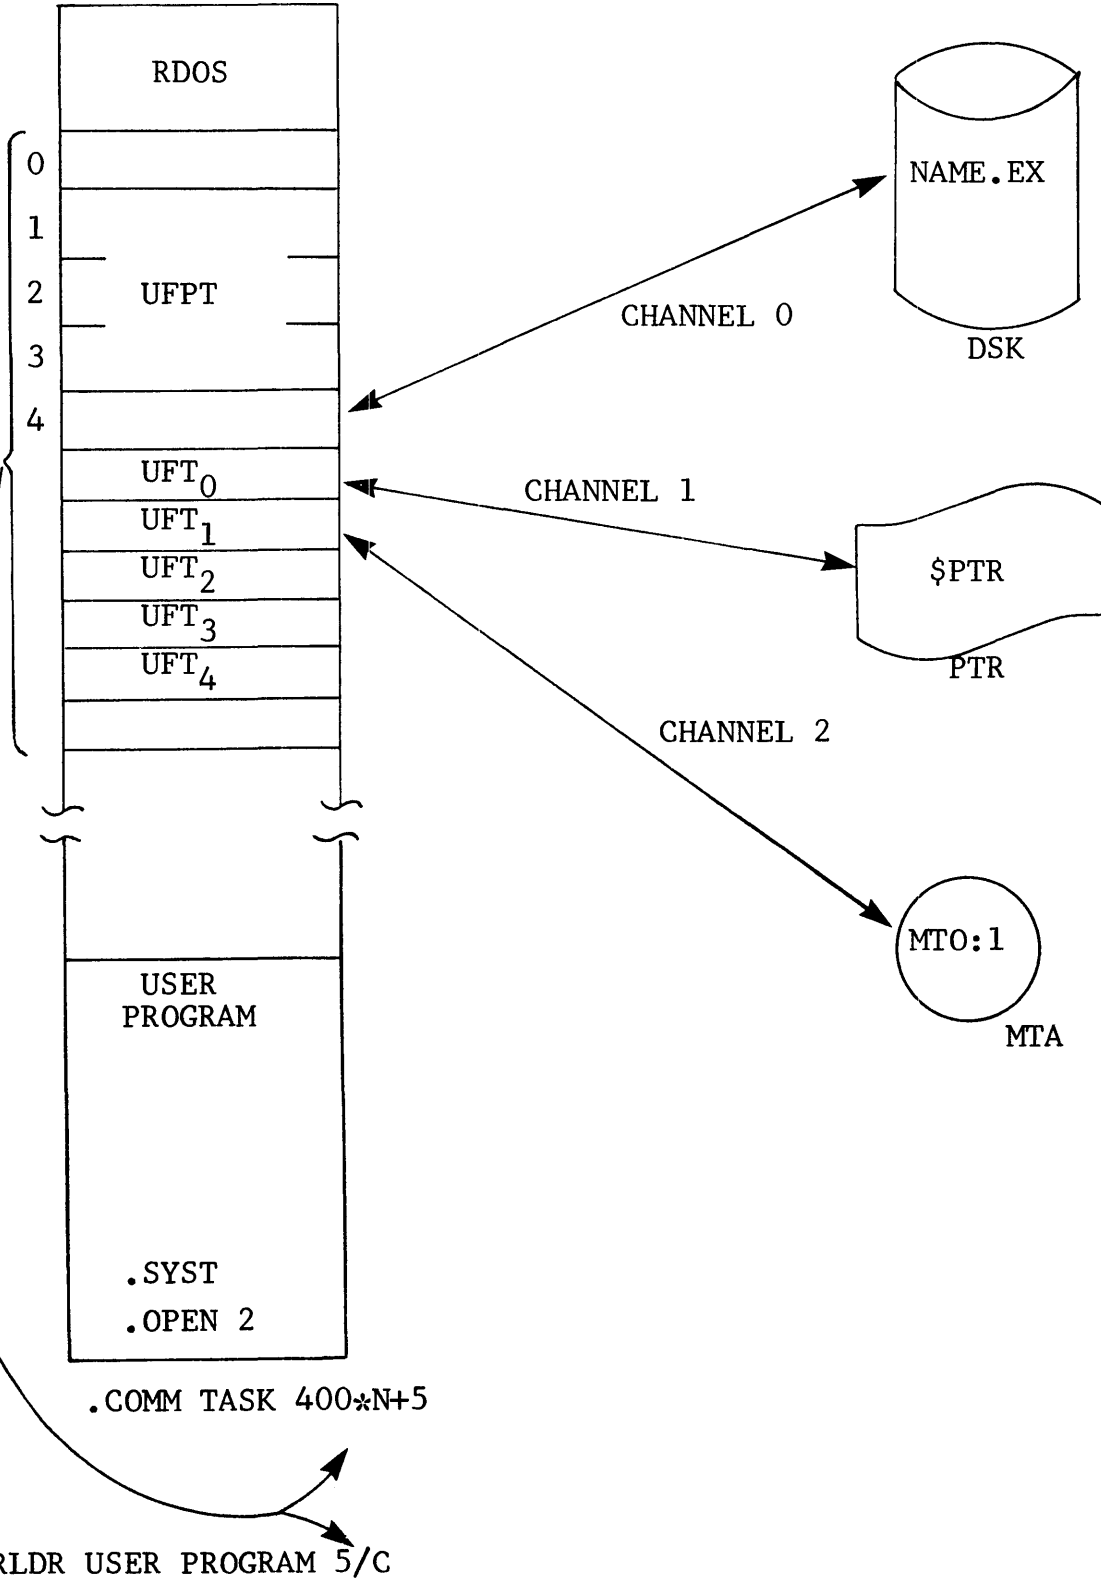 RDOS
0
1
2
3
4
UFPT
UFT0
UFT1
UFT2
UFT3
UFT4
NAME.EX
DSK
CHANNEL 0
CHANNEL 1
$PTR
PTR
CHANNEL 2
MTO:1
MTA
USER
PROGRAM
.SYST
.OPEN 2
.COMM TASK 400*N+5
RLDR USER PROGRAM 5/C